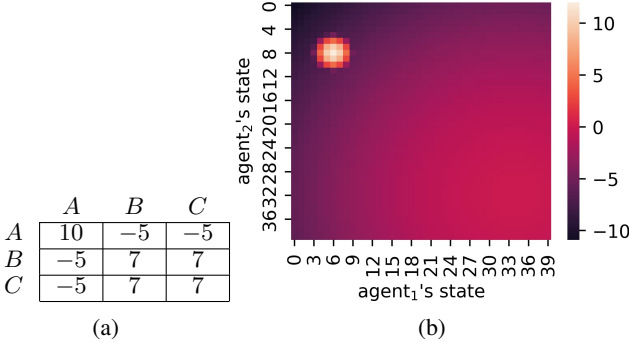 A B C
A 10 −5 −5
B −5 7 7
C −5 7 7
(a)
agent2's state
0
4
8
12
16
20
24
28
32
36
0 3 6 9 12 15 18 21 24 27 30 33 36 39
agent1's state
10
5
0
−5
−10
(b)